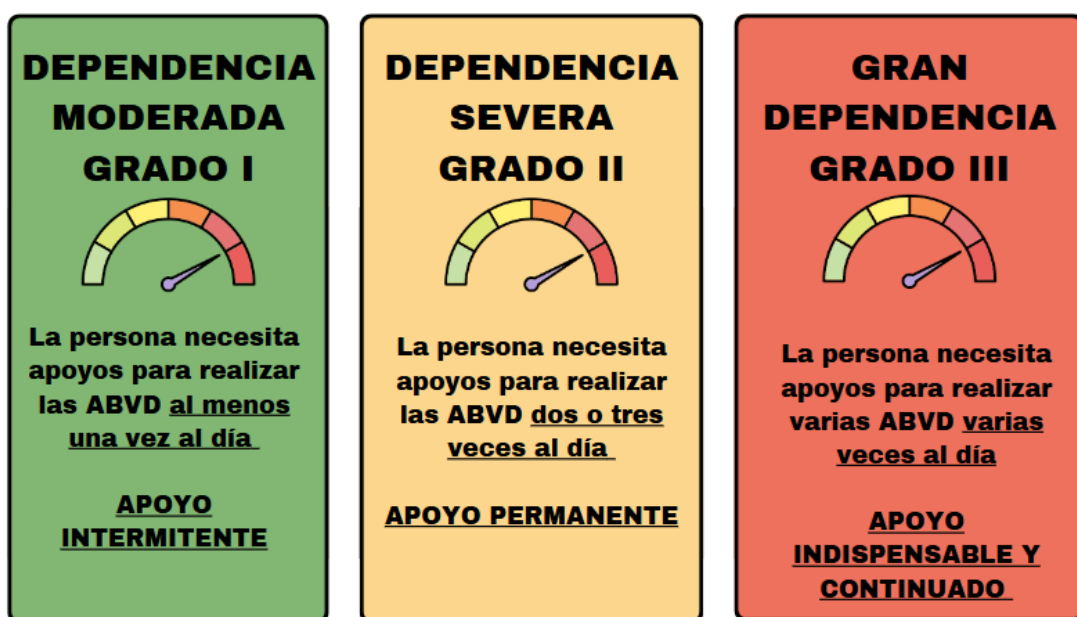 DEPENDENCIA
MODERADA
GRADO I
La persona necesita
apoyos para realizar
las ABVD al menos
una vez al día
APOYO
INTERMITENTE
DEPENDENCIA
SEVERA
GRADO II
La persona necesita
apoyos para realizar
las ABVD dos o tres
veces al día
APOYO PERMANENTE
GRAN
DEPENDENCIA
GRADO III
La persona necesita
apoyos para realizar
varias ABVD varias
veces al día
APOYO
INDISPENSABLE Y
CONTINUADO